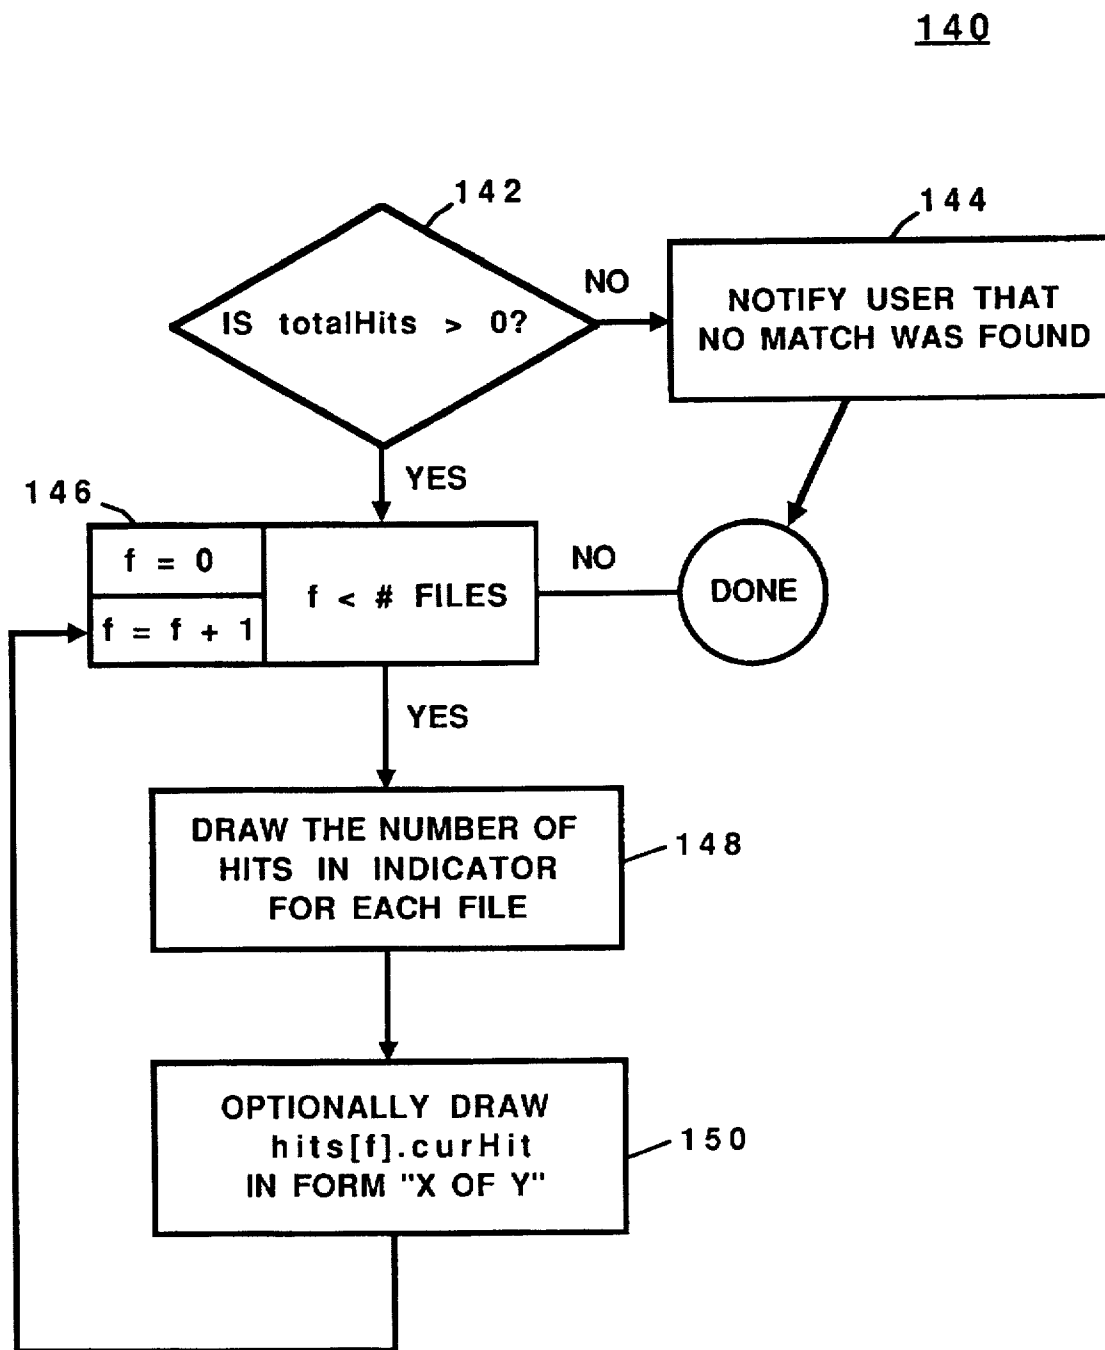 140
142
144
IS totalHits > 0?
NO
NOTIFY USER THAT
NO MATCH WAS FOUND
YES
146
f = 0
f = f + 1
f < # FILES
NO
DONE
YES
DRAW THE NUMBER OF
HITS IN INDICATOR
FOR EACH FILE
148
OPTIONALLY DRAW
hits[f].curHit
IN FORM "X OF Y"
150